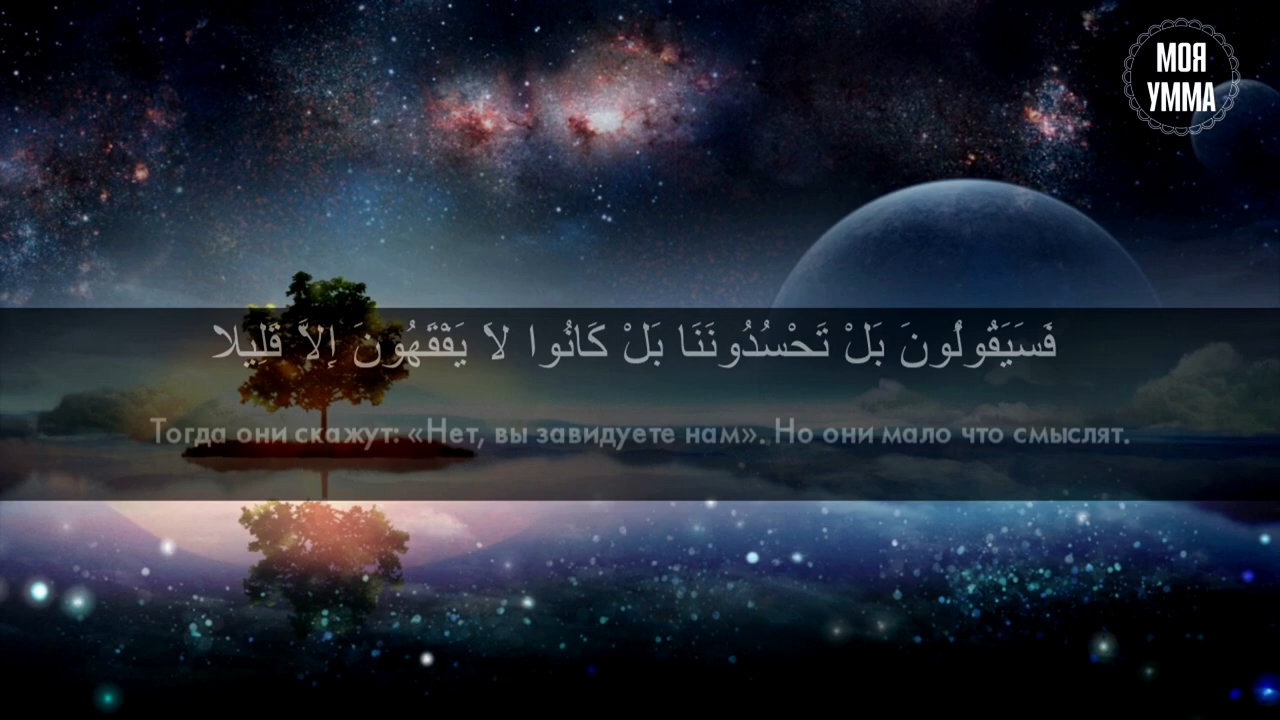 МОЯ
УММА
فَسَيَقُولُونَ بَلْ تَحْسُدُونَنَا بَلْ كَانُوا لاَ يَفْقَهُونَ إِلاَّ قَلِيلا
Тогда они скажут: «Нет, вы завидуете нам». Но они мало что смыслят.